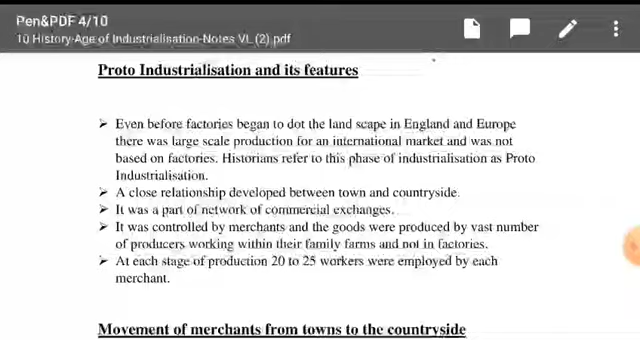 Pen&PDF 4/10
10 History-Age of Industrialisation-Notes VL (2).pdf
Proto Industrialisation and its features
➢ Even before factories began to dot the land scape in England and Europe
there was large scale production for an international market and was not
based on factories. Historians refer to this phase of industrialisation as Proto
Industrialisation.
➢ A close relationship developed between town and countryside.
➢ It was a part of network of commercial exchanges.
➢ It was controlled by merchants and the goods were produced by vast number
of producers working within their family farms and not in factories.
➢ At each stage of production 20 to 25 workers were employed by each
merchant.
Movement of merchants from towns to the countryside